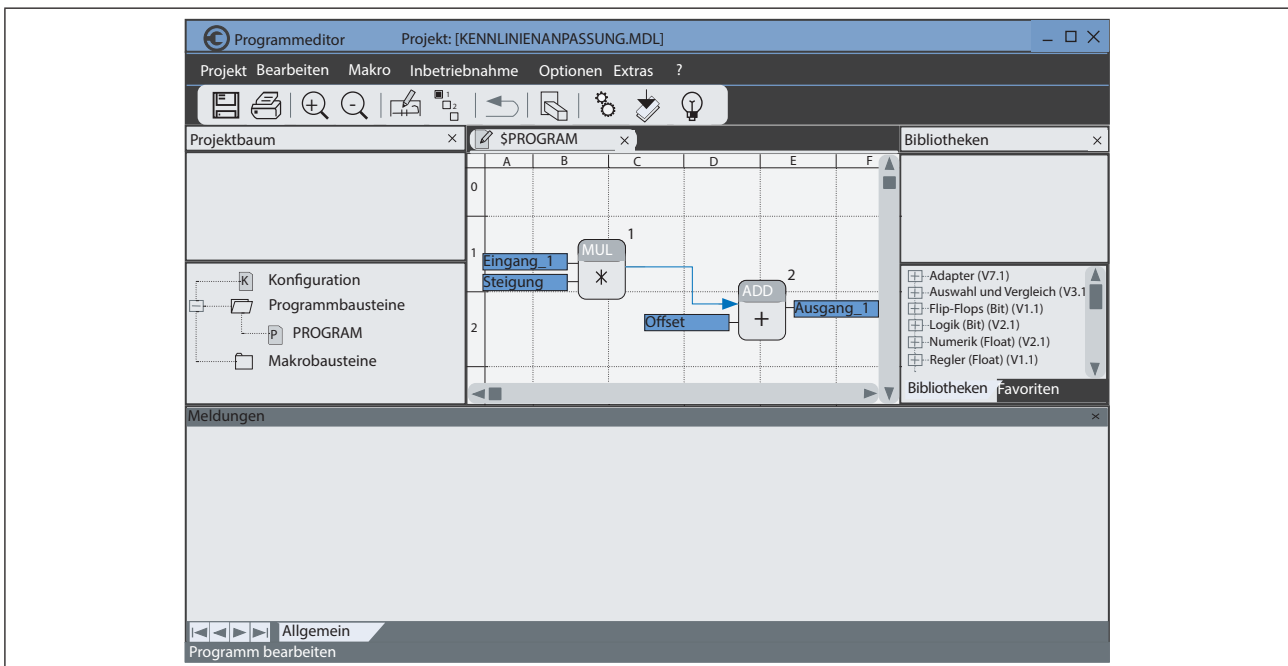 Programmeditor Projekt: [KENNLINIENANPASSUNG.MDL]
Projekt Bearbeiten Makro Inbetriebnahme Optionen Extras ?
1
2
Projektbaum
$PROGRAM
Bibliotheken
A B C D E F
0
1
2
Eingang_1
Steigung
MUL
1
*
Offset
ADD
2
+
Ausgang_1
K Konfiguration
Programmbausteine
P PROGRAM
Makrobausteine
Adapter (V7.1)
Auswahl und Vergleich (V3.1
Flip-Flops (Bit) (V1.1)
Logik (Bit) (V2.1)
Numerik (Float) (V2.1)
Regler (Float) (V1.1)
Bibliotheken Favoriten
Meldungen
Allgemein
Programm bearbeiten